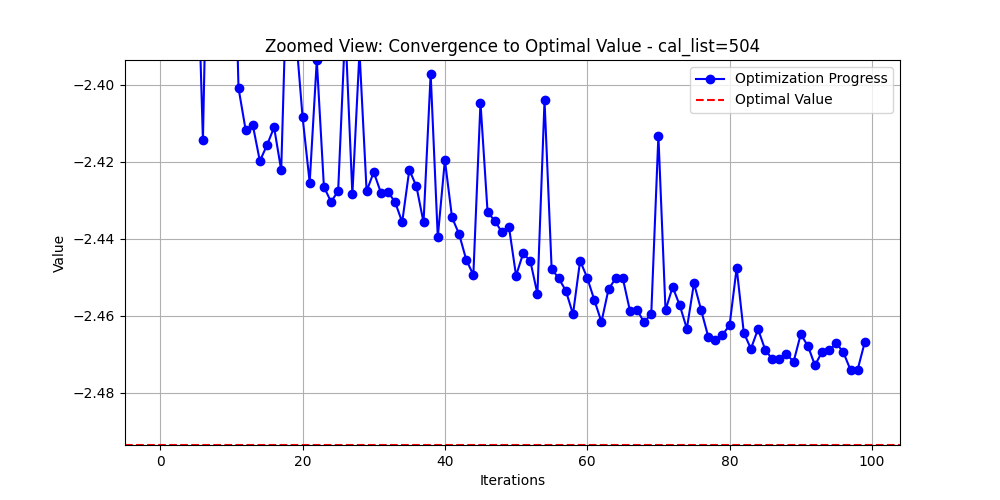 Zoomed View: Convergence to Optimal Value - cal_list=504
Optimization Progress
Optimal Value
−2.40
−2.42
−2.44
−2.46
−2.48
Value
0 20 40 60 80 100
Iterations